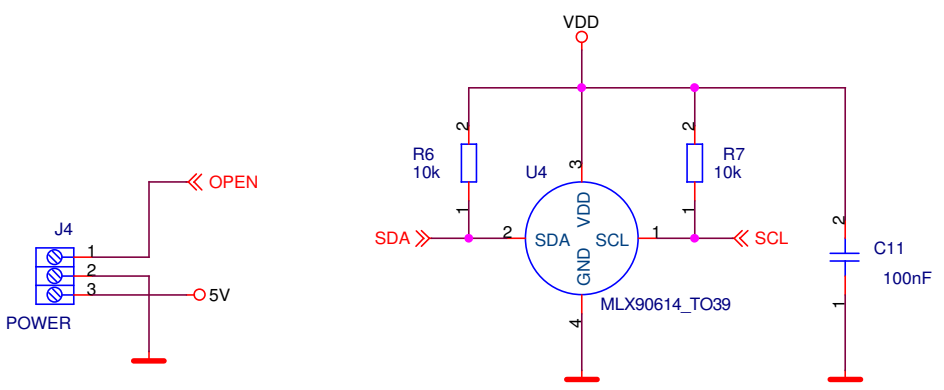 VDD
2
2
R6
10k
R7
10k
U4
3
OPEN
1
1
VDD
J4
SDA
2
SDA
SCL
1
SCL
2
1
GND
C11
2
100nF
3
5V
MLX90614_TO39
1
POWER
4